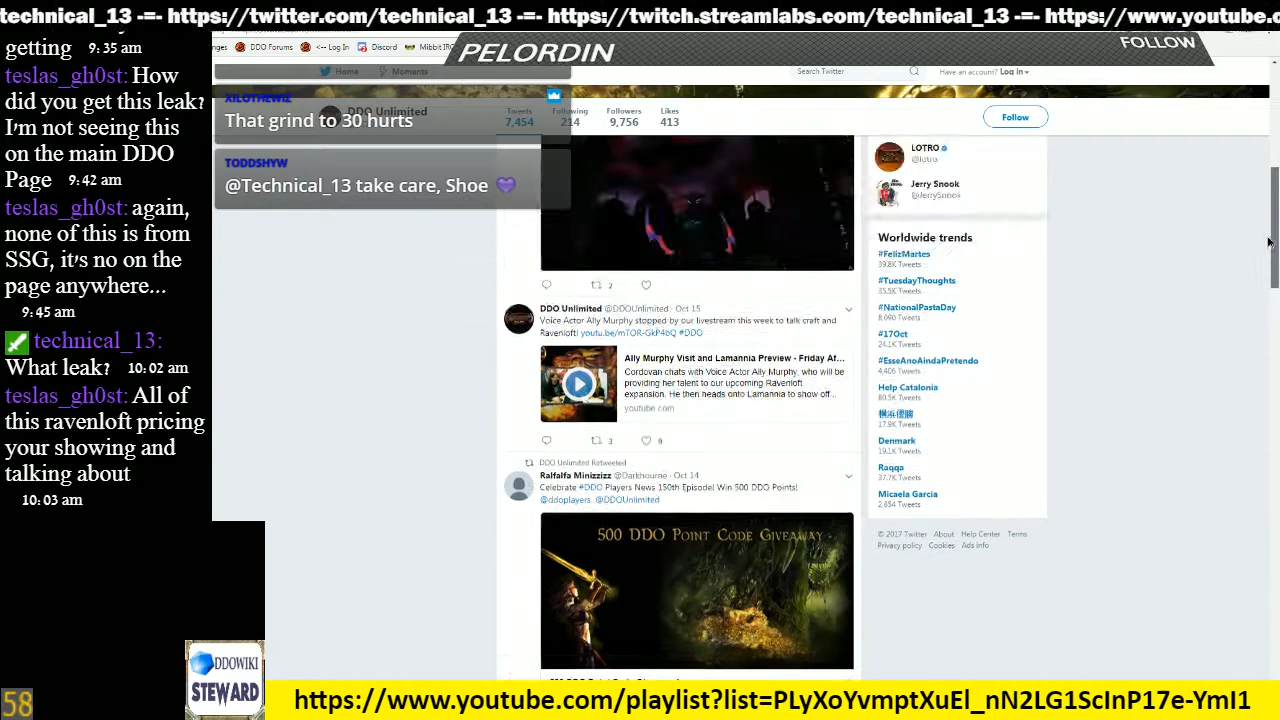 technical_13 -=- https://twitter.com/technical_13 -=- https://twitch.streamlabs.com/technical_13 -=- https://www.youtube.c
getting 9:35 am
teslas_gh0st: How
did you get this leak?
I'm not seeing this
on the main DDO
Page 9:42 am
teslas_gh0st: again,
none of this is from
SSG, it's no on the
page anywhere...
9:45 am
technical_13:
What leak? 10:02 am
teslas_gh0st: All of
this ravenloft pricing
your showing and
talking about
10:03 am
58
DDOWIKI
STEWARD
nges DDO Forums <-- Log In Discord Mibbit IRC
PELORDIN
FOLLOW
Home Moments
Search Twitter
Have an account? Log in
XILOTHEWIZ
That grind to 30 hurts
TODDSHYW
@Technical_13 take care, Shoe 💜
DDO Unlimited
Tweets
7,454
Following
214
Followers
9,756
Likes
413
Follow
2
DDO Unlimited @DDOUnlimited · Oct 15
Voice Actor Ally Murphy stopped by our livestream this week to talk craft and
Ravenloft! youtu.be/mTOR-GkP4bQ #DDO
Ally Murphy Visit and Lamannia Preview - Friday Af...
Cordovan chats with Voice Actor Ally Murphy, who will be
providing her talent to our upcoming Ravenloft
expansion. He then heads onto Lamannia to show off...
youtube.com
3 9
DDO Unlimited Retweeted
Ralfalfa Minizzizz @Darkhourne · Oct 14
Celebrate #DDO Players News 150th Episode! Win 500 DDO Points!
@ddoplayers @DDOUnlimited
500 DDO Point Code Giveaway
LOTRO
@lotro
Jerry Snook
@JerrySnook
Worldwide trends
#FelizMartes
39.8K Tweets
#TuesdayThoughts
35.5K Tweets
#NationalPastaDay
8,090 Tweets
#17Oct
24.1K Tweets
#EsseAnoAindaPretendo
4,406 Tweets
Help Catalonia
80.5K Tweets
横浜優勝
17.9K Tweets
Denmark
19.1K Tweets
Raqqa
37.7K Tweets
Micaela Garcia
2,654 Tweets
© 2017 Twitter About Help Center Terms
Privacy policy Cookies Ads info
https://www.youtube.com/playlist?list=PLyXoYvmptXuEl_nN2LG1ScInP17e-YmI1